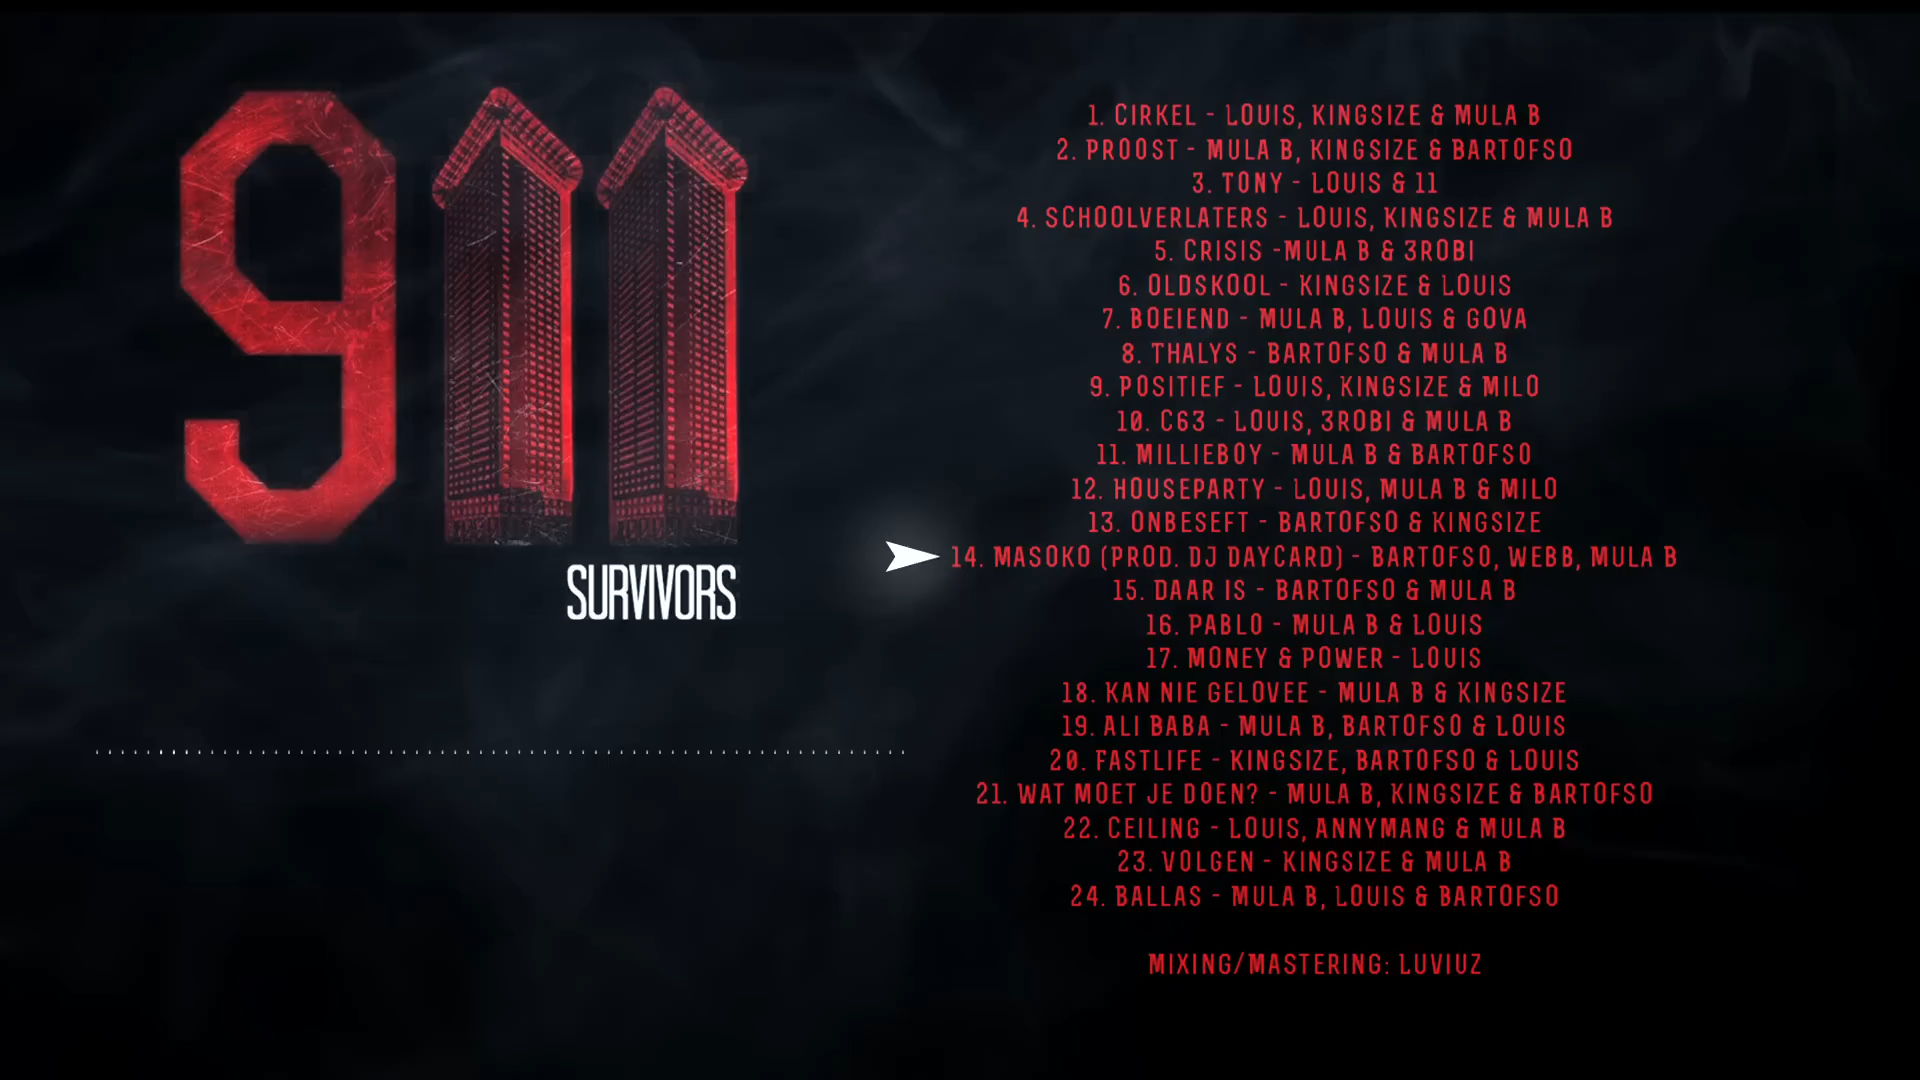 911
SURVIVORS
1. CIRKEL - LOUIS, KINGSIZE & MULA B
2. PROOST - MULA B, KINGSIZE & BARTOFSO
3. TONY - LOUIS & 11
4. SCHOOLVERLATERS - LOUIS, KINGSIZE & MULA B
5. CRISIS -MULA B & 3ROBI
6. OLDSKOOL - KINGSIZE & LOUIS
7. BOEIEND - MULA B, LOUIS & GOVA
8. THALYS - BARTOFSO & MULA B
9. POSITIEF - LOUIS, KINGSIZE & MILO
10. C63 - LOUIS, 3ROBI & MULA B
11. MILLIEBOY - MULA B & BARTOFSO
12. HOUSEPARTY - LOUIS, MULA B & MILO
13. ONBESEFT - BARTOFSO & KINGSIZE
14. MASOKO (PROD. DJ DAYCARD) - BARTOFSO, WEBB, MULA B
15. DAAR IS - BARTOFSO & MULA B
16. PABLO - MULA B & LOUIS
17. MONEY & POWER - LOUIS
18. KAN NIE GELOVEE - MULA B & KINGSIZE
19. ALI BABA - MULA B, BARTOFSO & LOUIS
20. FASTLIFE - KINGSIZE, BARTOFSO & LOUIS
21. WAT MOET JE DOEN? - MULA B, KINGSIZE & BARTOFSO
22. CEILING - LOUIS, ANNYMANG & MULA B
23. VOLGEN - KINGSIZE & MULA B
24. BALLAS - MULA B, LOUIS & BARTOFSO
MIXING/MASTERING: LUVIUZ